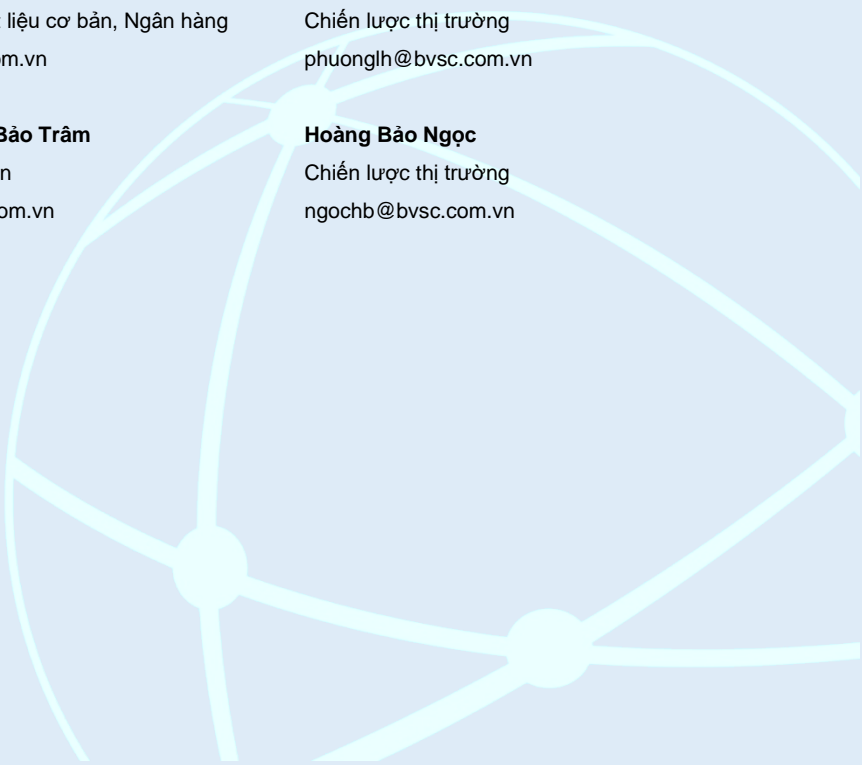 liệu cơ bản, Ngân hàng
om.vn
Bảo Trâm
n
om.vn
Chiến lược thị trường
phuonglh@bvsc.com.vn
Hoàng Bảo Ngọc
Chiến lược thị trường
ngochb@bvsc.com.vn